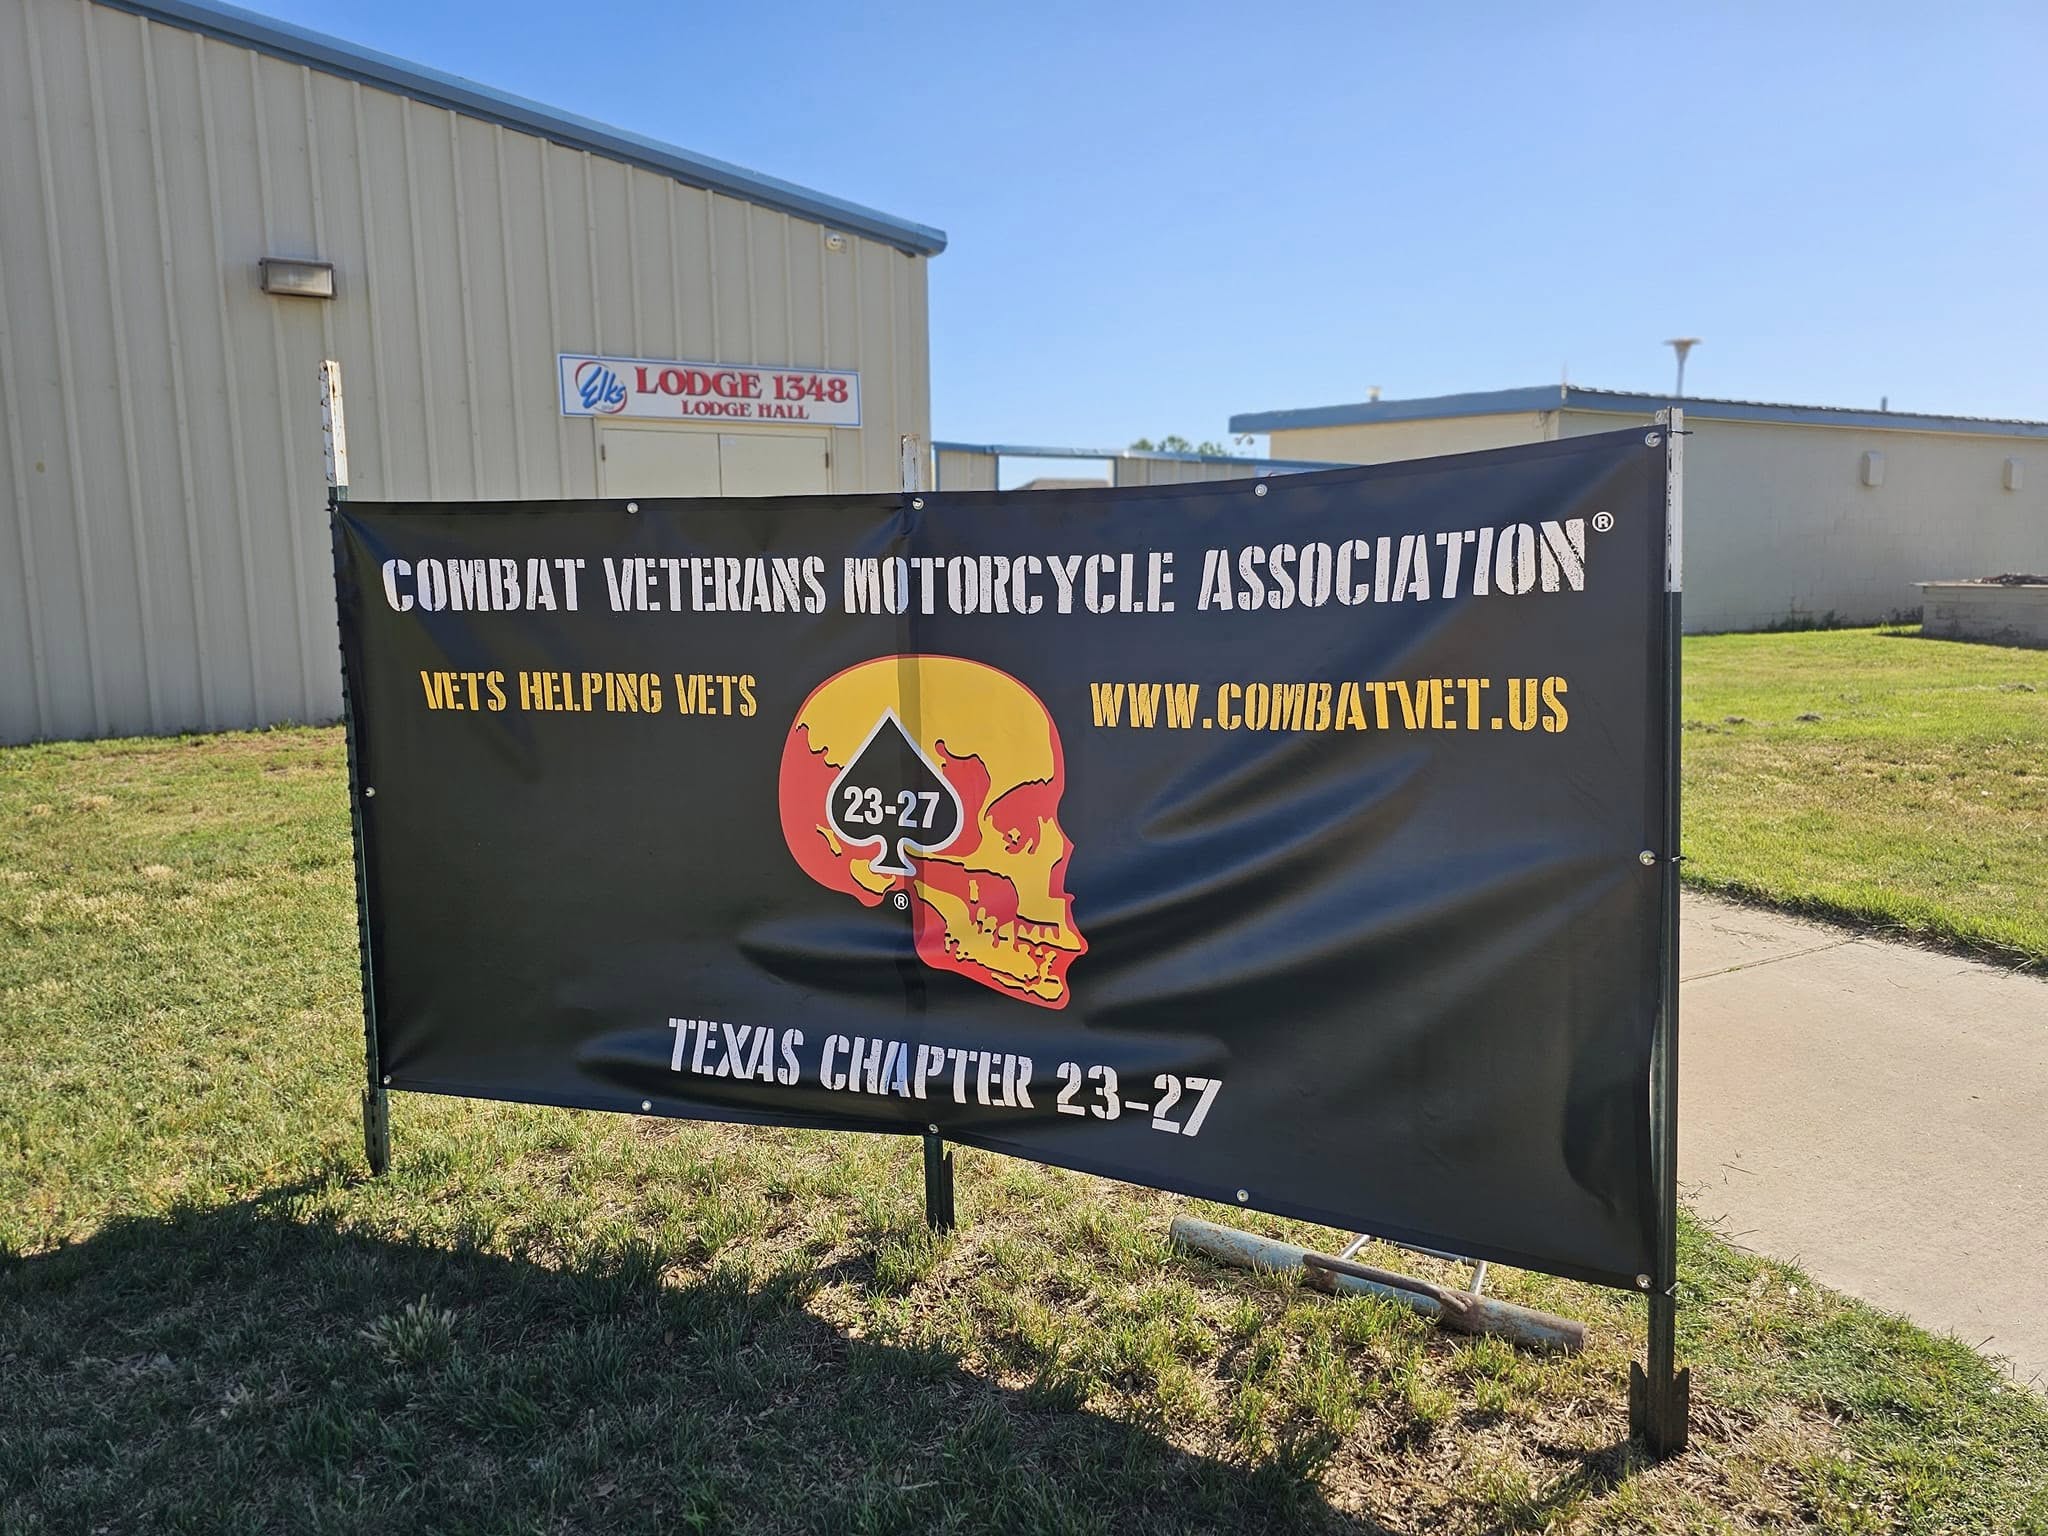 Elks LODGE 1348
LODGE HALL
COMBAT VETERANS MOTORCYCLE ASSOCIATION®
VETS HELPING VETS
WWW.COMBATVET.US
23-27
®
TEXAS CHAPTER 23-27